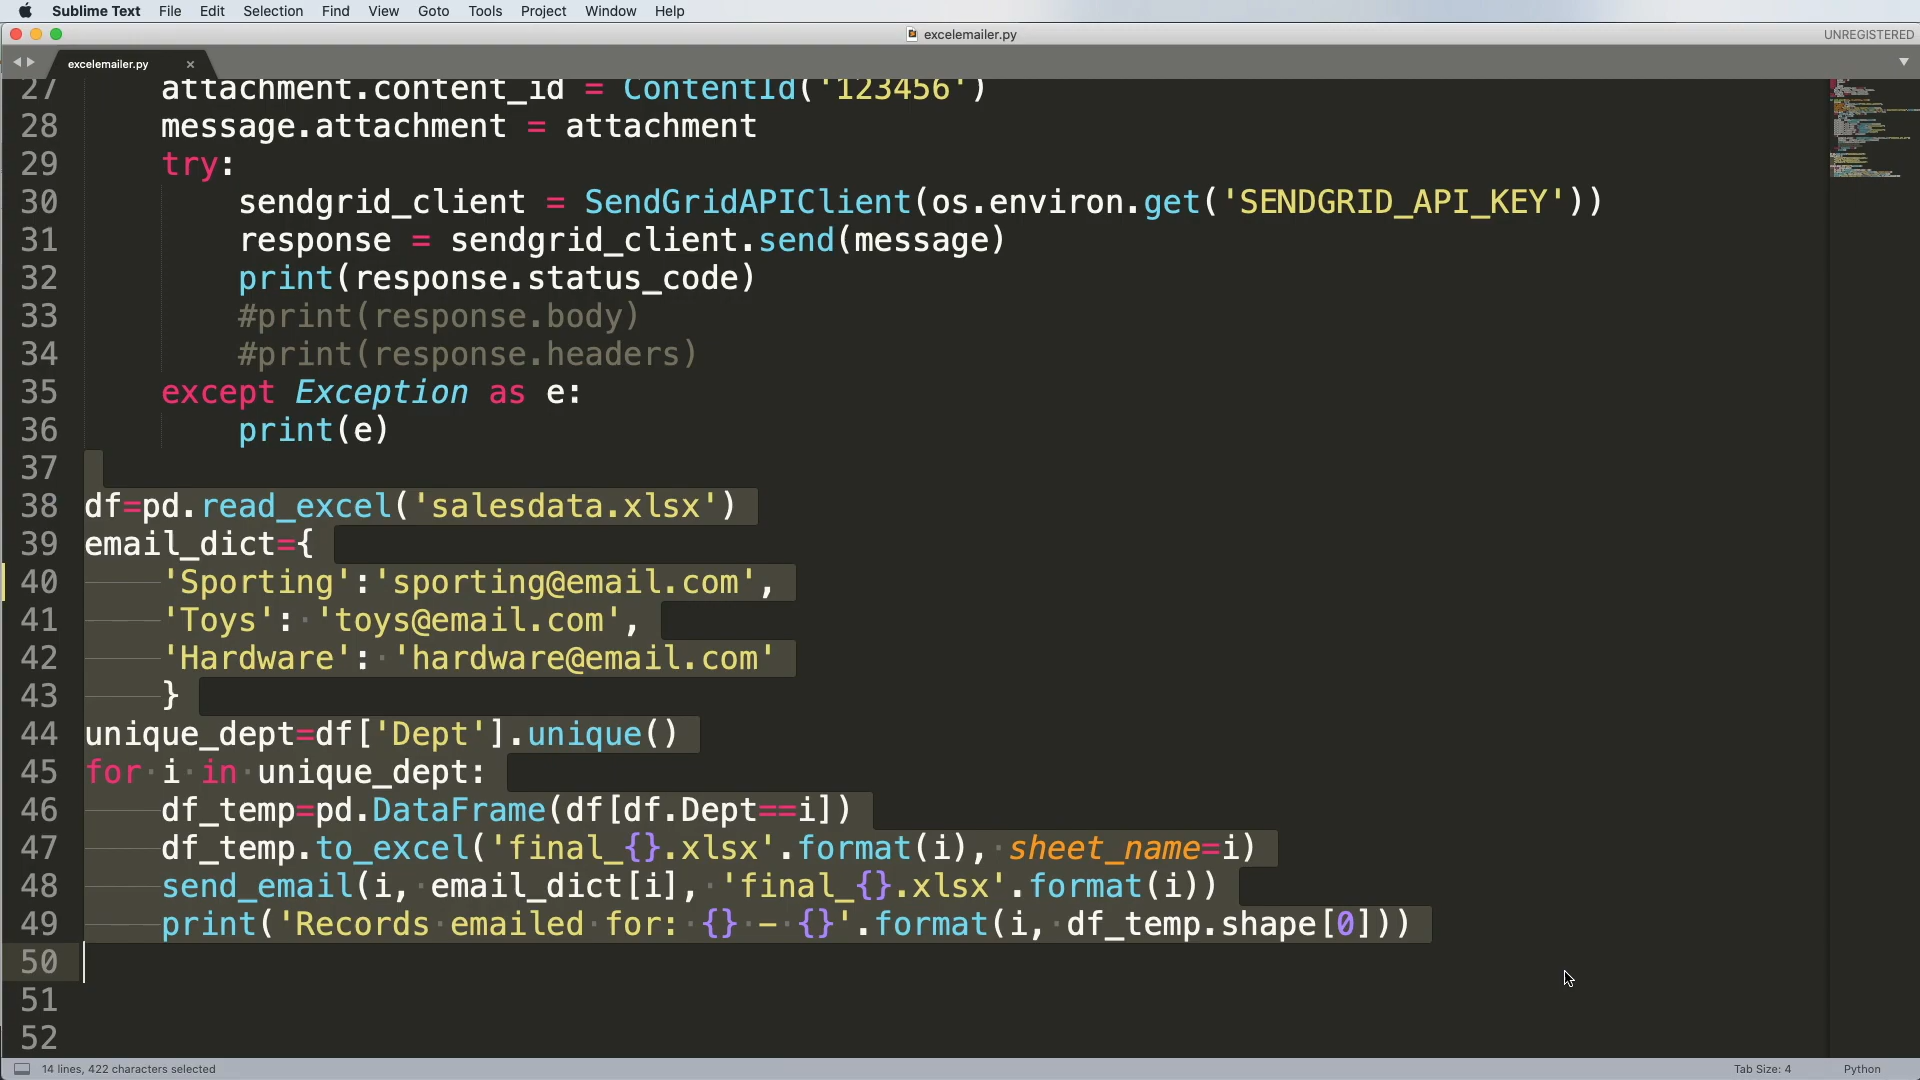 Sublime Text File Edit Selection Find View Goto Tools Project Window Help
excelemailer.py
UNREGISTERED
excelemailer.py ×
27 attachment.content_id = ContentId('123456')
28 message.attachment = attachment
29 try:
30 sendgrid_client = SendGridAPIClient(os.environ.get('SENDGRID_API_KEY'))
31 response = sendgrid_client.send(message)
32 print(response.status_code)
33 #print(response.body)
34 #print(response.headers)
35 except Exception as e:
36 print(e)
37
38 df=pd.read_excel('salesdata.xlsx')
39 email_dict={
40 'Sporting':'sporting@email.com',
41 'Toys': 'toys@email.com',
42 'Hardware': 'hardware@email.com'
43 }
44 unique_dept=df['Dept'].unique()
45 for i in unique_dept:
46 df_temp=pd.DataFrame(df[df.Dept==i])
47 df_temp.to_excel('final_{}.xlsx'.format(i), sheet_name=i)
48 send_email(i, email_dict[i], 'final_{}.xlsx'.format(i))
49 print('Records emailed for: {} - {}'.format(i, df_temp.shape[0]))
50
51
52
14 lines, 422 characters selected
Tab Size: 4 Python